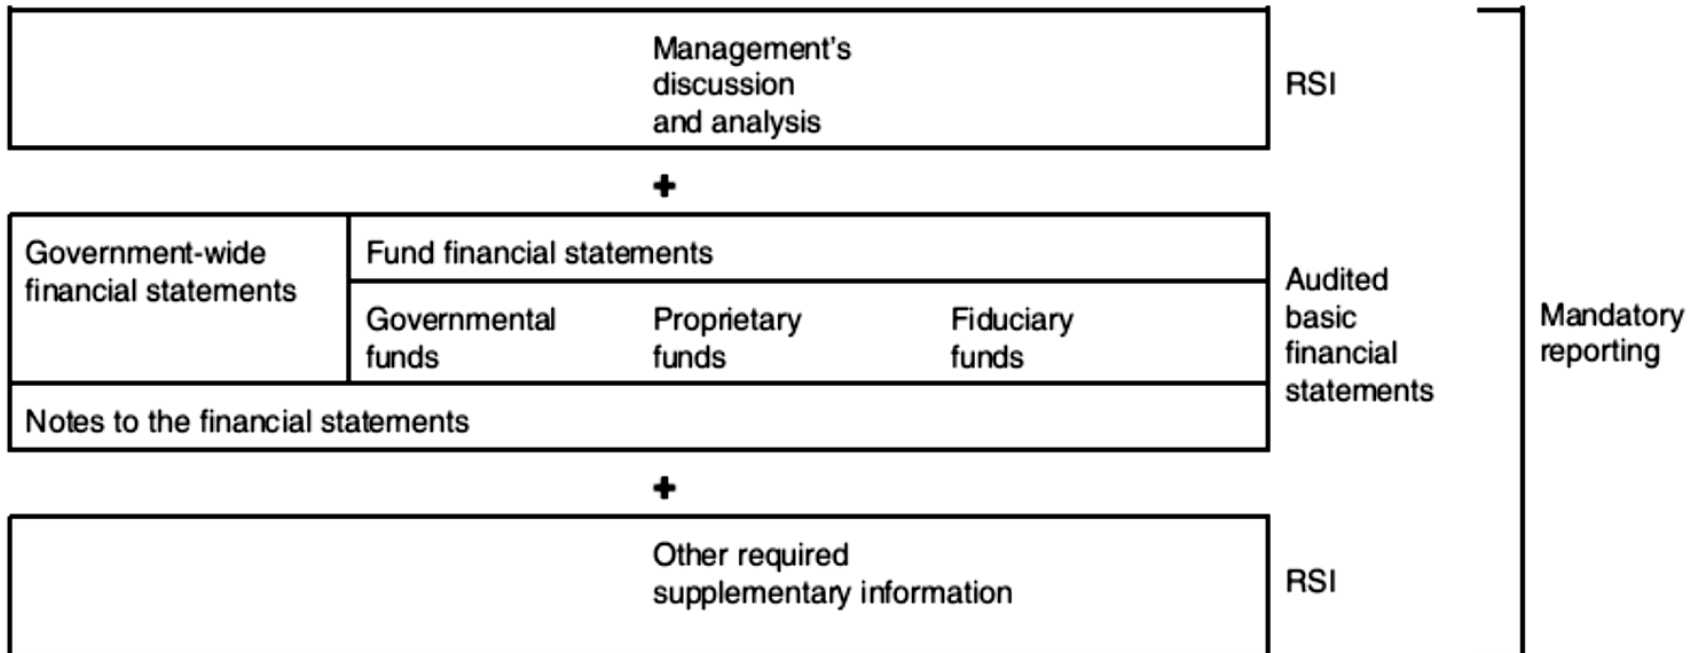 Management's
discussion
and analysis
RSI
Government-wide
financial statements
Fund financial statements
Governmental
funds
Proprietary
funds
Fiduciary
funds
Notes to the financial statements
Audited
basic
financial
statements
Mandatory
reporting
Other required
supplementary information
RSI